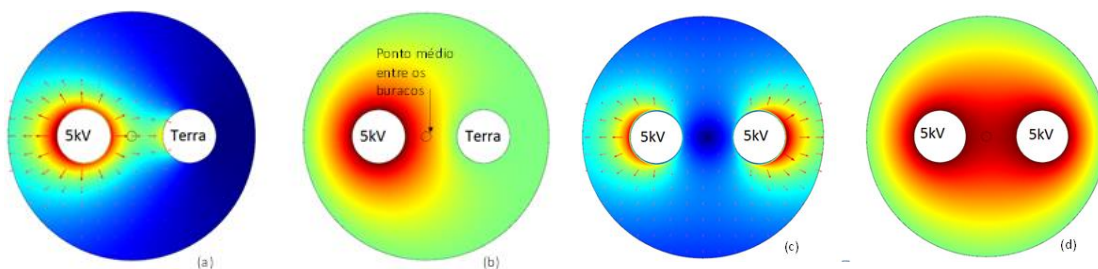 5kV
Terra
(a)
Ponto médio
entre os
buracos
5kV
Terra
(b)
5kV
5kV
(c)
5kV
5kV
(d)